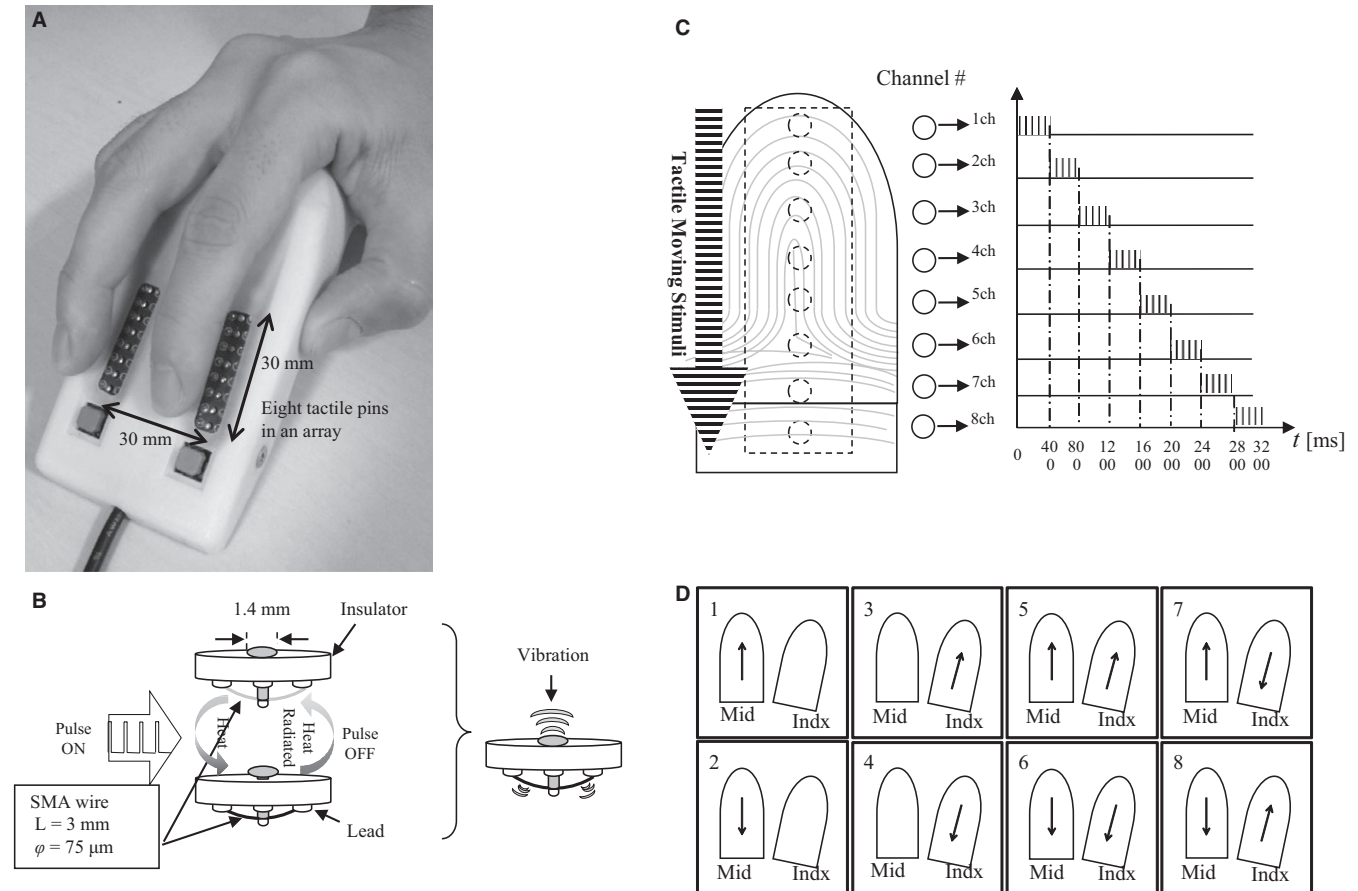 A
30 mm
30 mm
Eight tactile pins
in an array
B
1.4 mm
Insulator
Pulse
ON
Heat
Heat
Radiated
Pulse
OFF
SMA wire
L = 3 mm
φ = 75 μm
Lead
Vibration
C
Channel #
Tactile Moving Stimuli
1ch
2ch
3ch
4ch
5ch
6ch
7ch
8ch
0
40 80 12 16 20 24 28 32
0 0 00 00 00 00 00 00
t [ms]
D
1
Mid Indx
3
Mid Indx
5
Mid Indx
7
Mid Indx
2
Mid Indx
4
Mid Indx
6
Mid Indx
8
Mid Indx